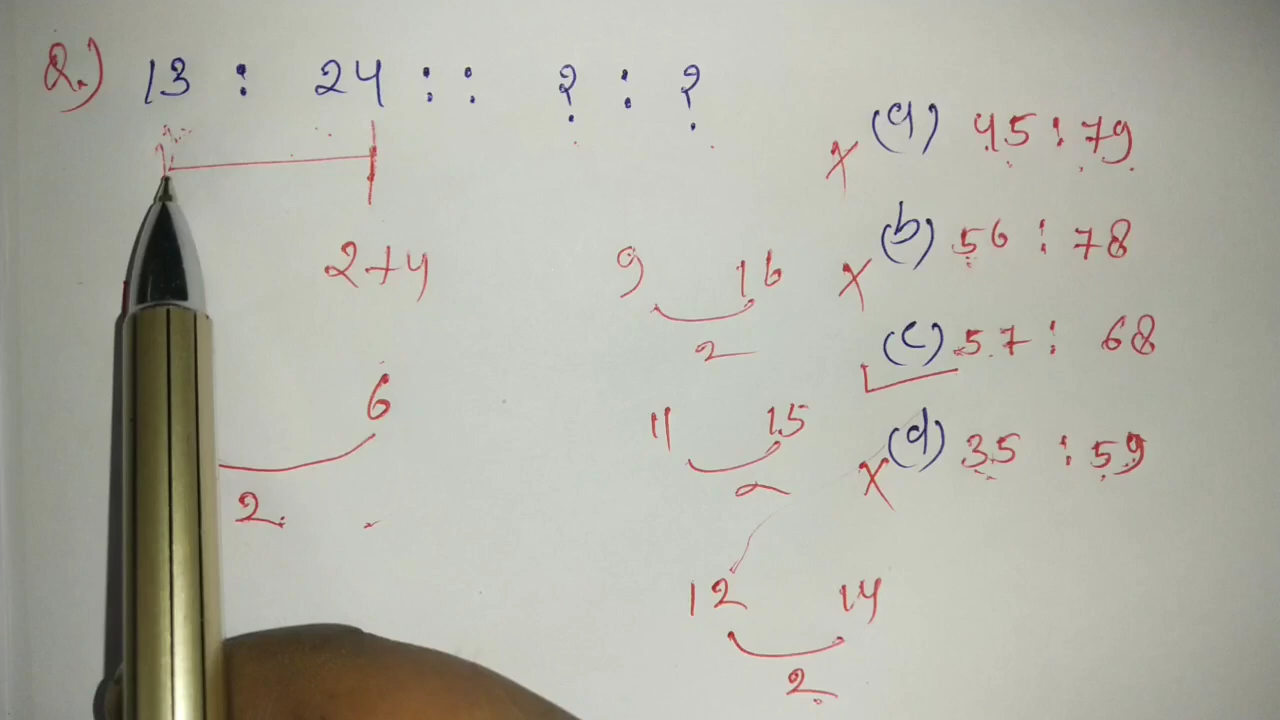 Q.) 13 : 24 :: ? : ?
(a) 45 : 79
X
2+4
9 16
(b) 56 : 78
X
2
(c) 57 : 68
6
11 15
(d) 35 : 59
X
2
2
12 14
2